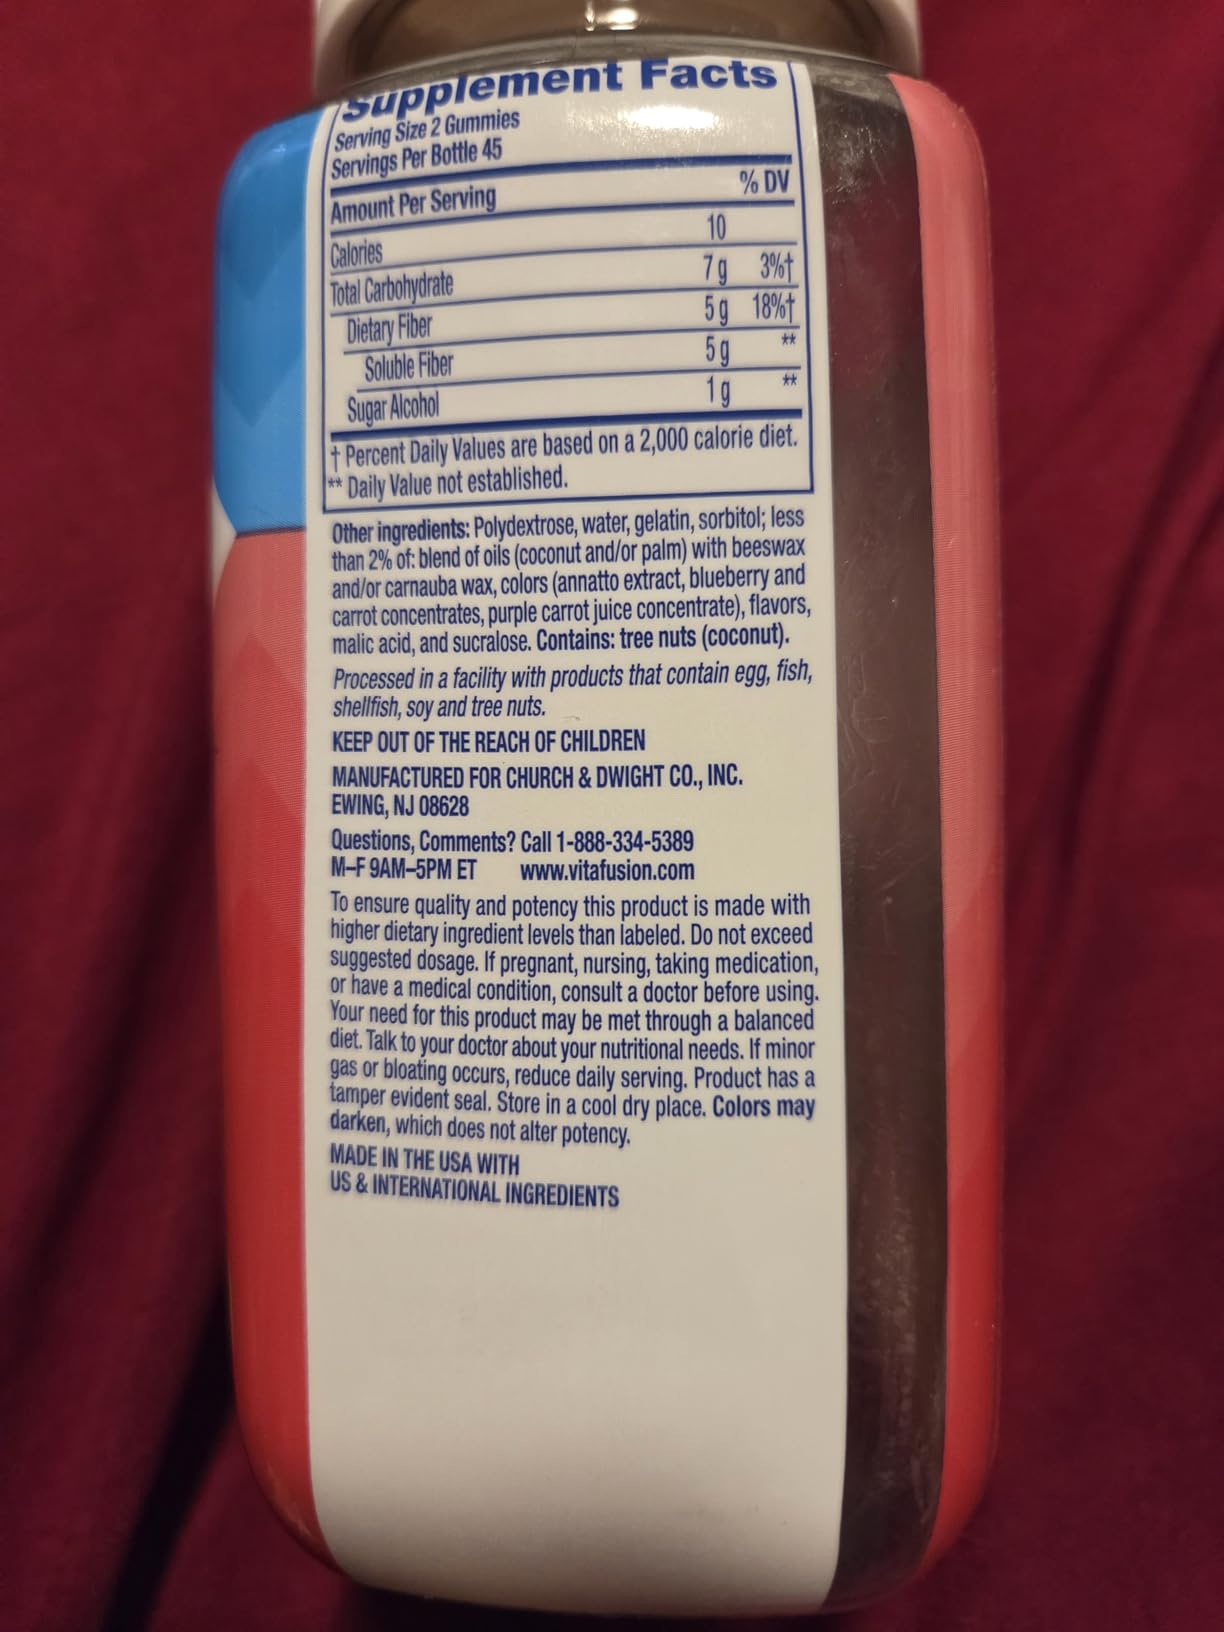 Supplement Facts
Serving Size 2 Gummies
Servings Per Bottle 45
Amount Per Serving % DV
Calories 10
Total Carbohydrate 7 g 3%†
Dietary Fiber 5 g 18%†
Soluble Fiber 5 g **
Sugar Alcohol 1 g **
† Percent Daily Values are based on a 2,000 calorie diet.
** Daily Value not established.
Other ingredients: Polydextrose, water, gelatin, sorbitol; less
than 2% of: blend of oils (coconut and/or palm) with beeswax
and/or carnauba wax, colors (annatto extract, blueberry and
carrot concentrates, purple carrot juice concentrate), flavors,
malic acid, and sucralose. Contains: tree nuts (coconut).
Processed in a facility with products that contain egg, fish,
shellfish, soy and tree nuts.
KEEP OUT OF THE REACH OF CHILDREN
MANUFACTURED FOR CHURCH & DWIGHT CO., INC.
EWING, NJ 08628
Questions, Comments? Call 1-888-334-5389
M–F 9AM–5PM ET www.vitafusion.com
To ensure quality and potency this product is made with
higher dietary ingredient levels than labeled. Do not exceed
suggested dosage. If pregnant, nursing, taking medication,
or have a medical condition, consult a doctor before using.
Your need for this product may be met through a balanced
diet. Talk to your doctor about your nutritional needs. If minor
gas or bloating occurs, reduce daily serving. Product has a
tamper evident seal. Store in a cool dry place. Colors may
darken, which does not alter potency.
MADE IN THE USA WITH
US & INTERNATIONAL INGREDIENTS